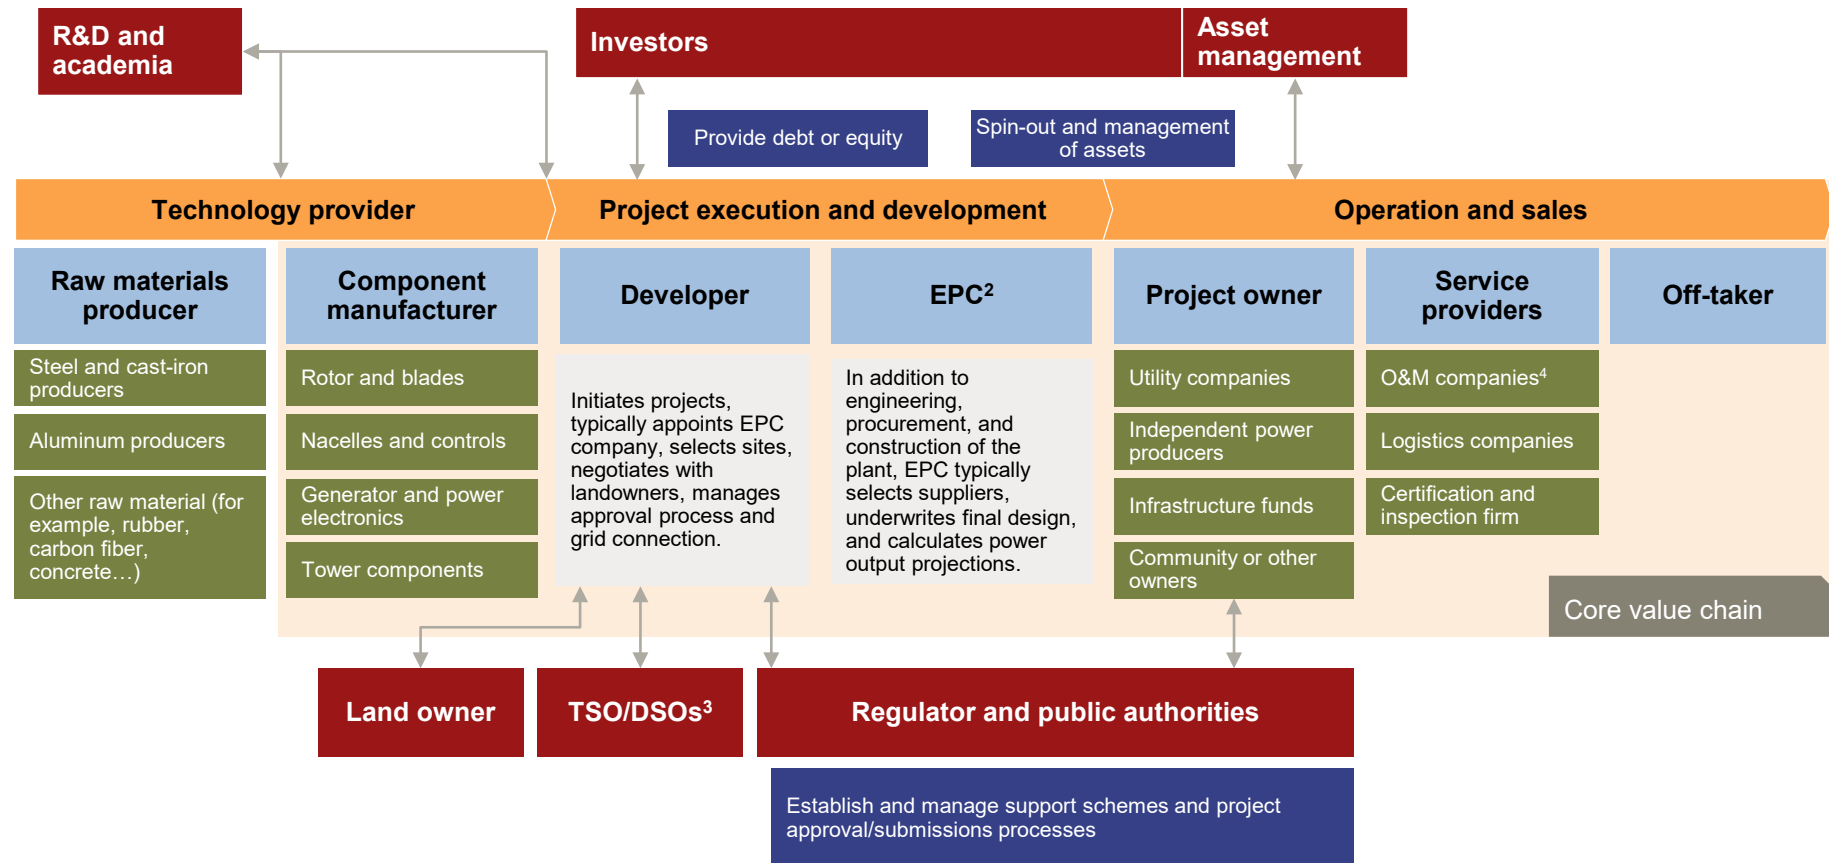 R&D and
academia
Investors
Asset
management
Provide debt or equity
Spin-out and management
of assets
Technology provider
Project execution and development
Operation and sales
Raw materials
producer
Component
manufacturer
Developer
EPC²
Project owner
Service
providers
Off-taker
Steel and cast-iron
producers
Aluminum producers
Other raw material (for
example, rubber,
carbon fiber,
concrete…)
Rotor and blades
Nacelles and controls
Generator and power
electronics
Tower components
Initiates projects,
typically appoints EPC
company, selects sites,
negotiates with
landowners, manages
approval process and
grid connection.
In addition to
engineering,
procurement, and
construction of the
plant, EPC typically
selects suppliers,
underwrites final design,
and calculates power
output projections.
Utility companies
Independent power
producers
Infrastructure funds
Community or other
owners
O&M companies⁴
Logistics companies
Certification and
inspection firm
Core value chain
Land owner
TSO/DSOs³
Regulator and public authorities
Establish and manage support schemes and project
approval/submissions processes